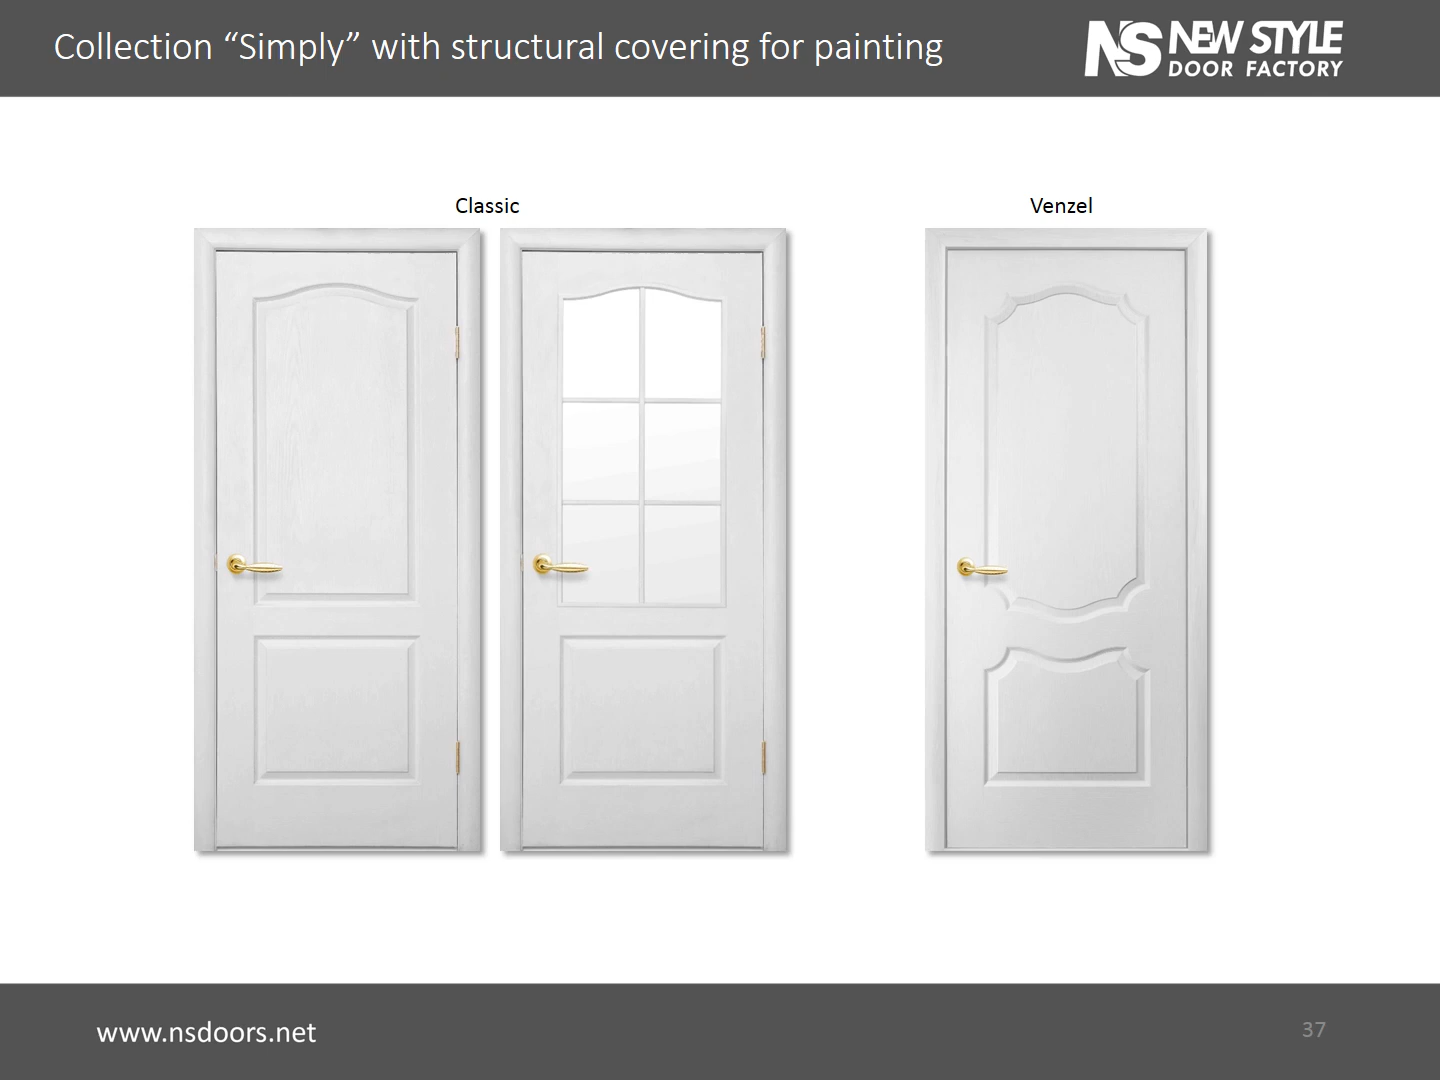 Collection “Simply” with structural covering for painting
NS NEW STYLE
DOOR FACTORY
Classic
Venzel
www.nsdoors.net
37